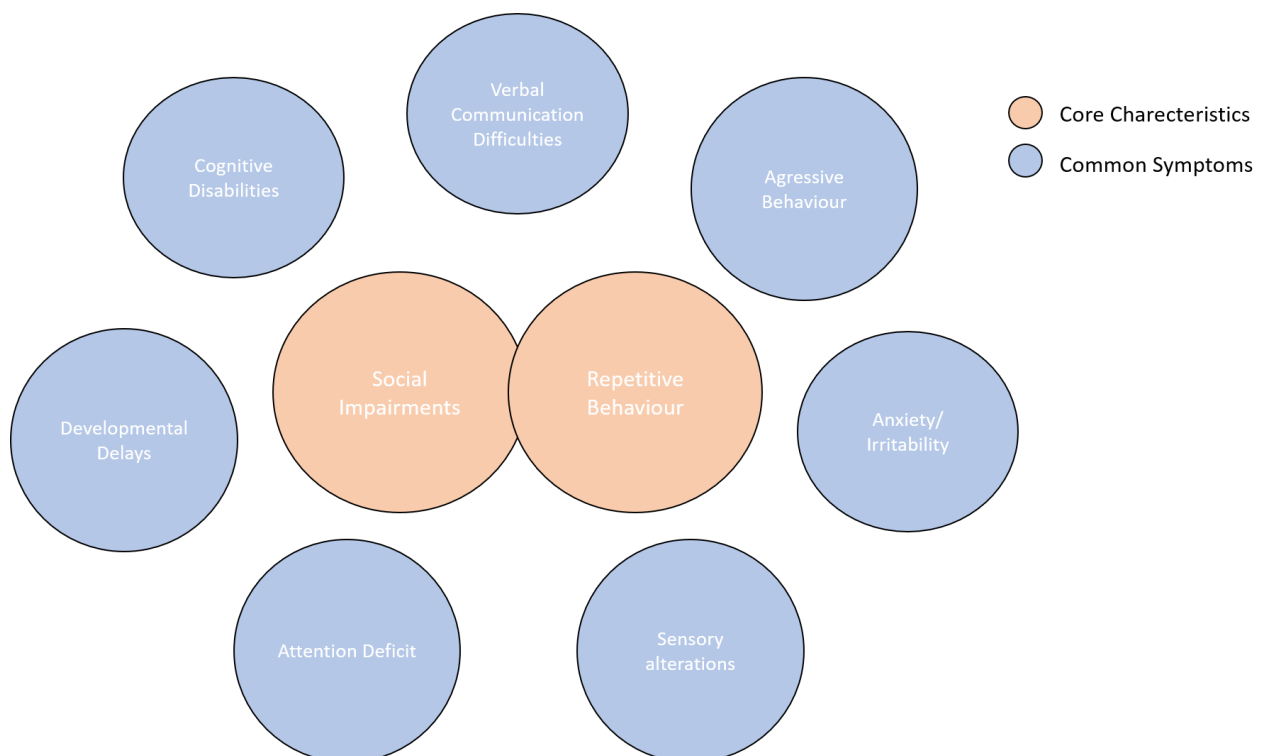 Verbal
Communication
Difficulties
Cognitive
Disabilities
Agressive
Behaviour
Core Charecteristics
Common Symptoms
Social
Impairments
Repetitive
Behaviour
Developmental
Delays
Anxiety/
Irritability
Attention Deficit
Sensory
alterations